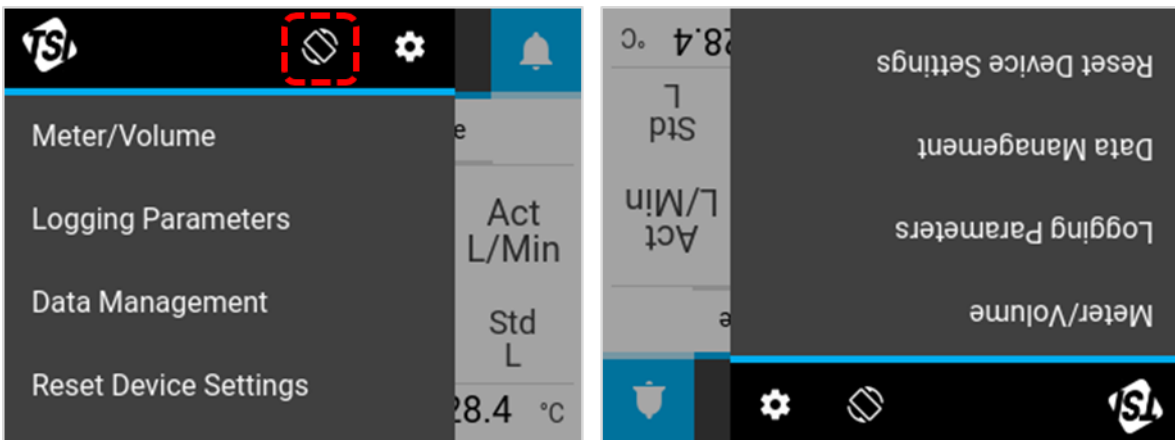 TSI
Meter/Volume
Logging Parameters
Data Management
Reset Device Settings
e
Act
L/Min
Std
L
28.4 °C
TSI
Meter/Volume
Logging Parameters
Data Management
Reset Device Settings
e
Act
L/Min
Std
L
28.4 °C